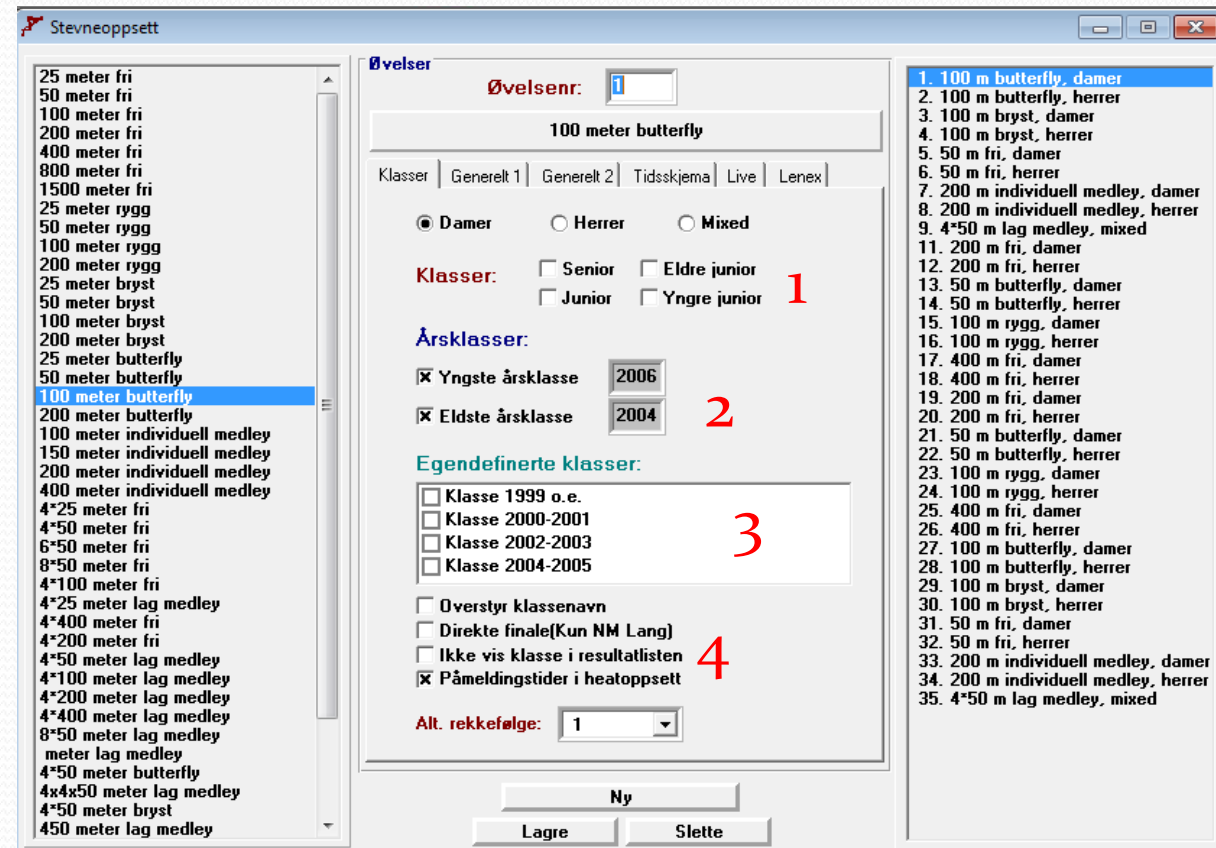 Stevneoppsett
25 meter fri
50 meter fri
100 meter fri
200 meter fri
400 meter fri
800 meter fri
1500 meter fri
25 meter rygg
50 meter rygg
100 meter rygg
200 meter rygg
25 meter bryst
50 meter bryst
100 meter bryst
200 meter bryst
25 meter butterfly
50 meter butterfly
100 meter butterfly
200 meter butterfly
100 meter individuell medley
150 meter individuell medley
200 meter individuell medley
400 meter individuell medley
4*25 meter fri
4*50 meter fri
6*50 meter fri
8*50 meter fri
4*100 meter fri
4*25 meter lag medley
4*400 meter fri
4*200 meter fri
4*50 meter lag medley
4*100 meter lag medley
4*200 meter lag medley
4*400 meter lag medley
8*50 meter lag medley
meter lag medley
4*50 meter butterfly
4x4x50 meter lag medley
4*50 meter bryst
450 meter lag medley
Øvelser
Øvelsenr: 1
100 meter butterfly
Klasser Generelt 1 Generelt 2 Tidsskjema Live Lenex
Damer Herrer Mixed
Klasser: Senior Eldre junior
Junior Yngre junior
1
Årsklasser:
Yngste årsklasse 2006
Eldste årsklasse 2004
2
Egendefinerte klasser:
Klasse 1999 o.e.
Klasse 2000-2001
Klasse 2002-2003
Klasse 2004-2005
3
Overstyr klassenavn
Direkte finale(Kun NM Lang)
Ikke vis klasse i resultatlisten
Påmeldingstider i heatoppsett
4
Alt. rekkefølge: 1
Ny
Lagre Slette
1. 100 m butterfly, damer
2. 100 m butterfly, herrer
3. 100 m bryst, damer
4. 100 m bryst, herrer
5. 50 m fri, damer
6. 50 m fri, herrer
7. 200 m individuell medley, damer
8. 200 m individuell medley, herrer
9. 4*50 m lag medley, mixed
11. 200 m fri, damer
12. 200 m fri, herrer
13. 50 m butterfly, damer
14. 50 m butterfly, herrer
15. 100 m rygg, damer
16. 100 m rygg, herrer
17. 400 m fri, damer
18. 400 m fri, herrer
19. 200 m fri, damer
20. 200 m fri, herrer
21. 50 m butterfly, damer
22. 50 m butterfly, herrer
23. 100 m rygg, damer
24. 100 m rygg, herrer
25. 400 m fri, damer
26. 400 m fri, herrer
27. 100 m butterfly, damer
28. 100 m butterfly, herrer
29. 100 m bryst, damer
30. 100 m bryst, herrer
31. 50 m fri, damer
32. 50 m fri, herrer
33. 200 m individuell medley, damer
34. 200 m individuell medley, herrer
35. 4*50 m lag medley, mixed